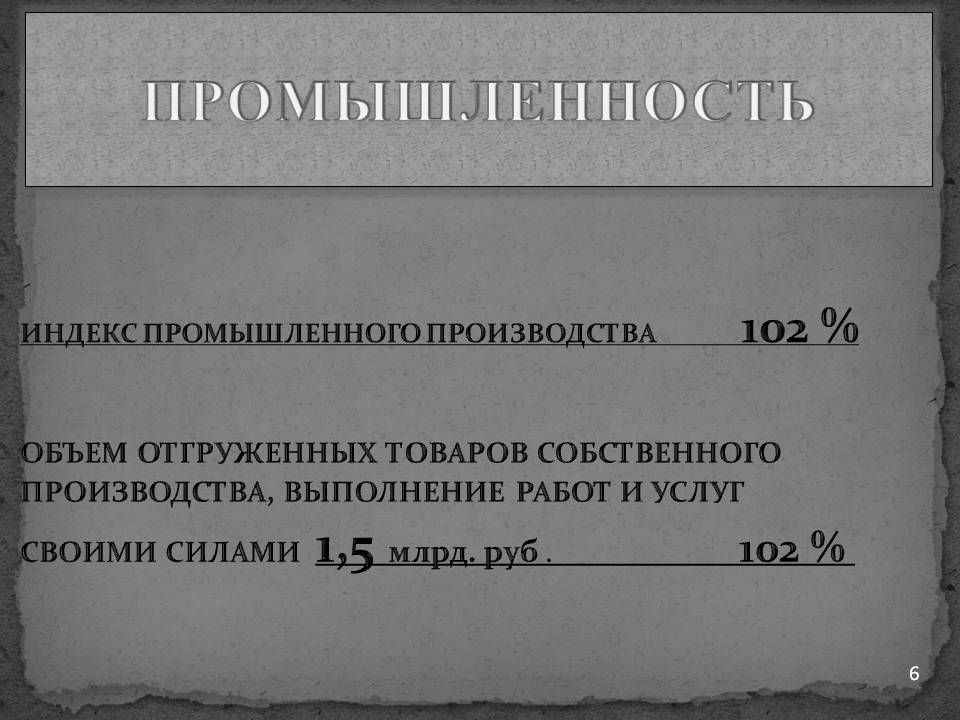 ПРОМЫШЛЕННОСТЬ
ИНДЕКС ПРОМЫШЛЕННОГО ПРОИЗВОДСТВА 102 %
ОБЪЕМ ОТГРУЖЕННЫХ ТОВАРОВ СОБСТВЕННОГО
ПРОИЗВОДСТВА, ВЫПОЛНЕНИЕ РАБОТ И УСЛУГ
СВОИМИ СИЛАМИ 1,5 млрд. руб . 102 %
6